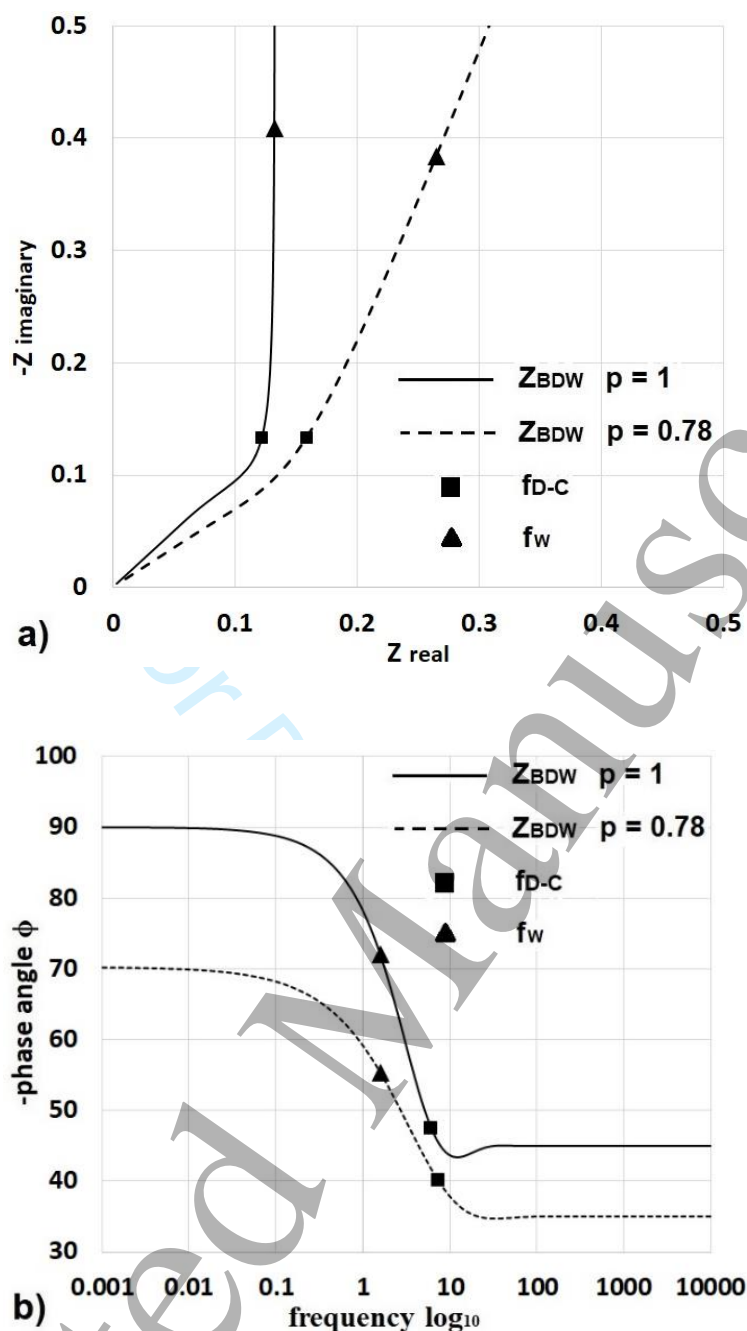 0.5
0.4
0.3
0.2
0.1
0
-Z imaginary
ZBDW p = 1
ZBDW p = 0.78
fD-C
fW
0 0.1 0.2 0.3 0.4 0.5
Z real
a)
100
90
80
70
60
50
40
30
-phase angle ϕ
ZBDW p = 1
ZBDW p = 0.78
fD-C
fW
0.001 0.01 0.1 1 10 100 1000 10000
frequency log10
b)